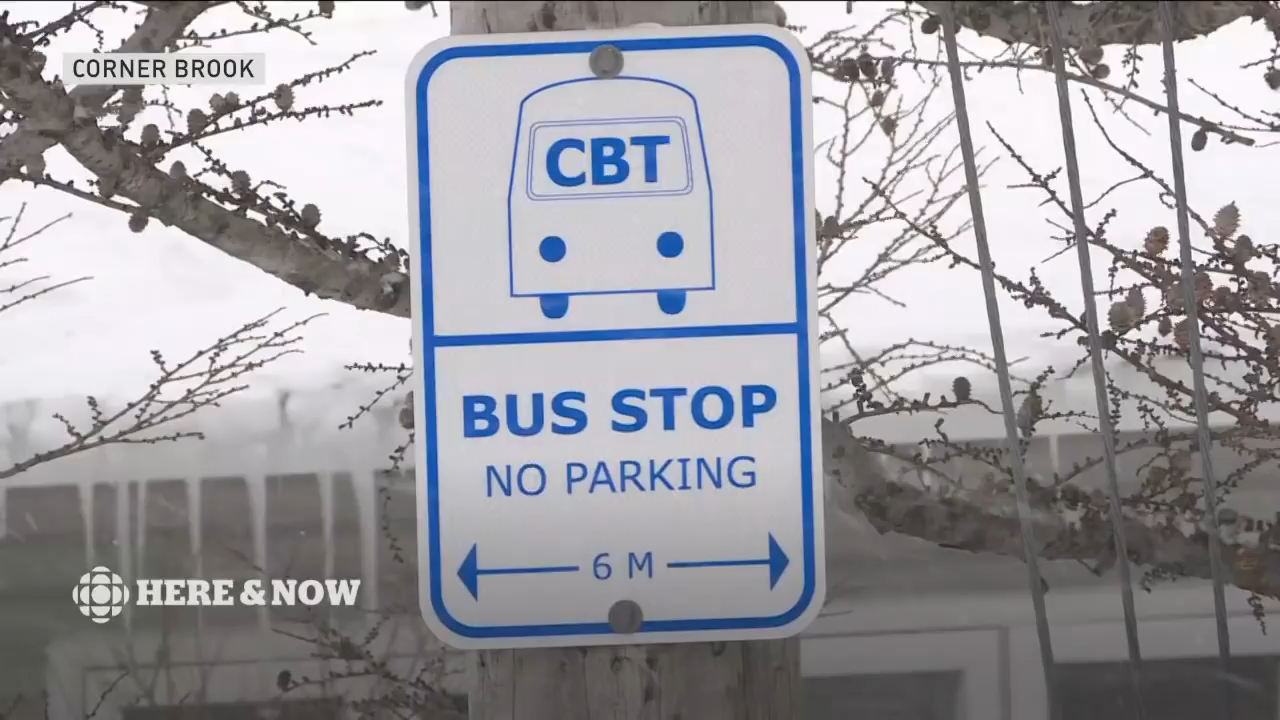 CORNER BROOK
CBT
BUS STOP
NO PARKING
6 M
HERE & NOW